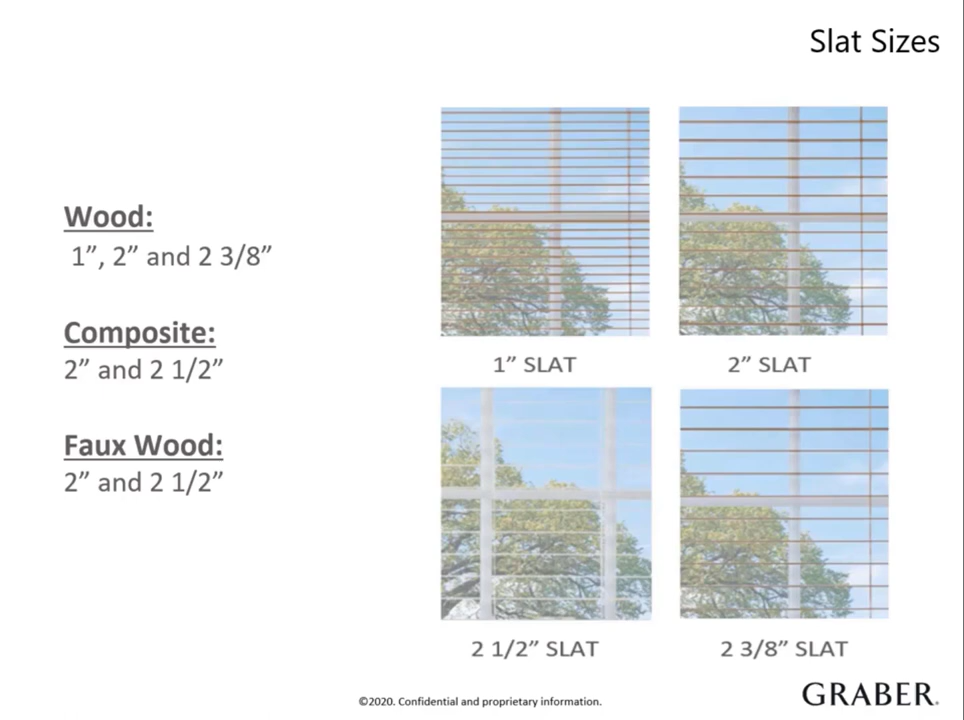 Slat Sizes
Wood:
1”, 2” and 2 3/8”
Composite:
2” and 2 1/2”
Faux Wood:
2” and 2 1/2”
1” SLAT
2” SLAT
2 1/2” SLAT
2 3/8” SLAT
©2020. Confidential and proprietary information.
GRABER.